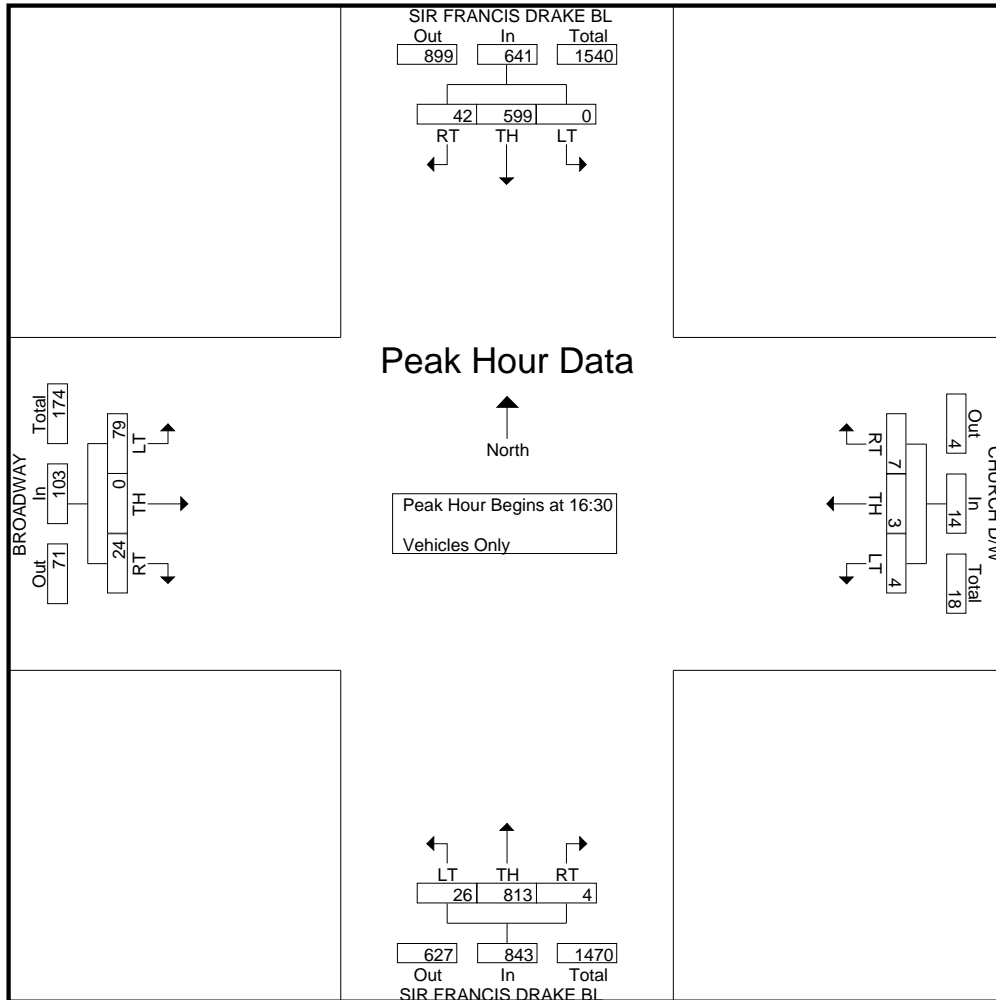 SIR FRANCIS DRAKE BL
Out In Total
899 641 1540
42 599 0
RT TH LT
Peak Hour Data
North
Peak Hour Begins at 16:30
Vehicles Only
BROADWAY
Out In Total
71 103 174
24 0 79
RT TH LT
CHURCH D/W
Out In Total
4 14 18
7 3 4
RT TH LT
LT TH RT
26 813 4
627 843 1470
Out In Total
SIR FRANCIS DRAKE BL